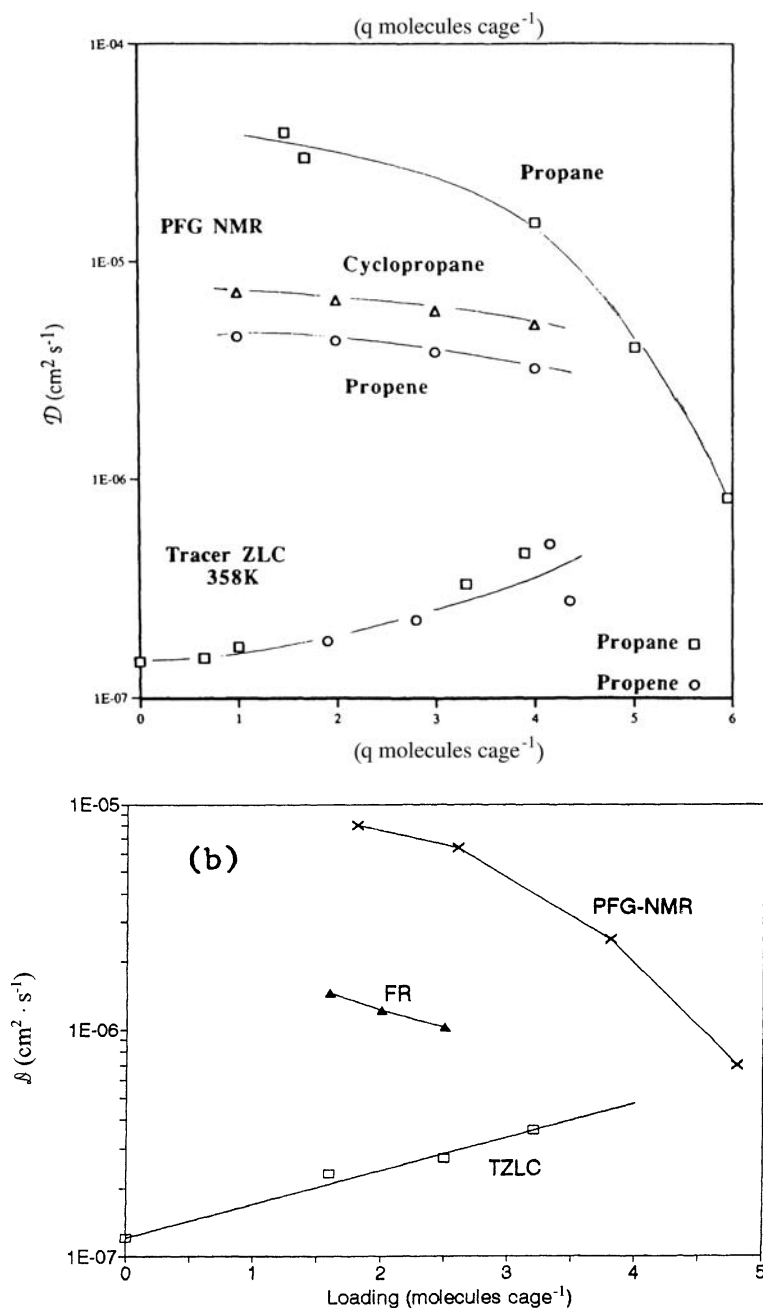 (q molecules cage⁻¹)
1E-04
Propane
PFG NMR
1E-05
Cyclopropane
Propene
𝒟 (cm² s⁻¹)
1E-06
Tracer ZLC
358K
Propane □
Propene ○
1E-07
0 1 2 3 4 5 6
(q molecules cage⁻¹)
1E-05
(b)
PFG-NMR
FR
𝒟 (cm² · s⁻¹)
1E-06
TZLC
1E-07
0 1 2 3 4 5
Loading (molecules cage⁻¹)